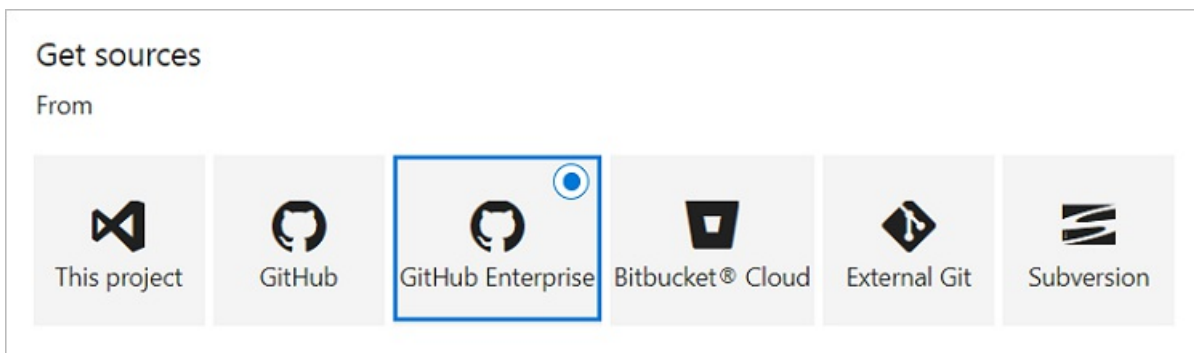 Get sources
From
This project
GitHub
GitHub Enterprise
Bitbucket® Cloud
External Git
Subversion